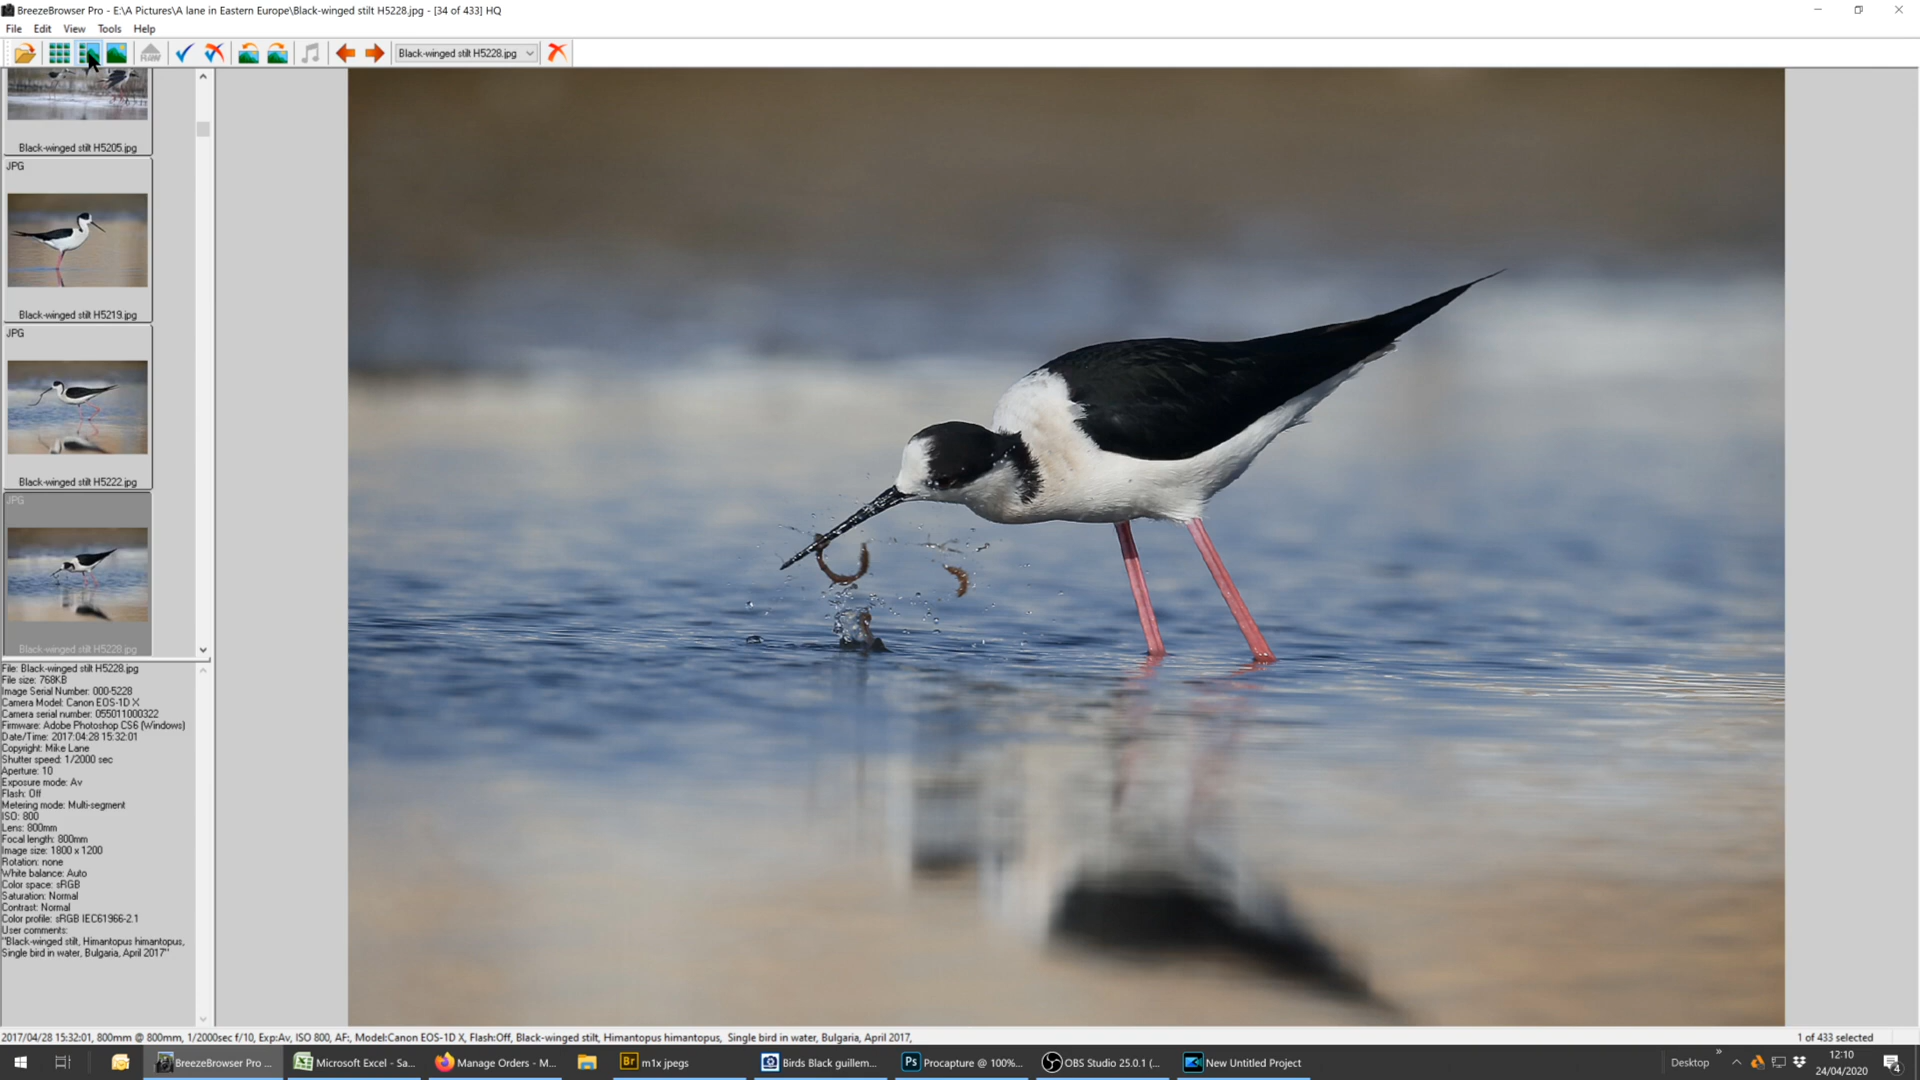 BreezeBrowser Pro - E:\A Pictures\A lane in Eastern Europe\Black-winged stilt H5228.jpg - [34 of 433] HQ
File Edit View Tools Help
RAW
Black-winged stilt H5228.jpg
Black-winged stilt H5205.jpg
JPG
Black-winged stilt H5219.jpg
JPG
Black-winged stilt H5222.jpg
JPG
Black-winged stilt H5228.jpg
File: Black-winged stilt H5228.jpg
File size: 768KB
Image Serial Number: 000-5228
Camera Model: Canon EOS-1D X
Camera serial number: 055011000322
Firmware: Adobe Photoshop CS6 (Windows)
Date/Time: 2017:04:28 15:32:01
Copyright: Mike Lane
Shutter speed: 1/2000 sec
Aperture: 10
Exposure mode: Av
Flash: Off
Metering mode: Multi-segment
ISO: 800
Lens: 800mm
Focal length: 800mm
Image size: 1800 x 1200
Rotation: none
White balance: Auto
Color space: sRGB
Saturation: Normal
Contrast: Normal
Color profile: sRGB IEC61966-2.1
User comments:
"Black-winged stilt, Himantopus himantopus,
Single bird in water, Bulgaria, April 2017"
2017/04/28 15:32:01, 800mm @ 800mm, 1/2000sec f/10, Exp:Av, ISO 800, AF:, Model:Canon EOS-1D X, Flash:Off, Black-winged stilt, Himantopus himantopus, Single bird in water, Bulgaria, April 2017,
1 of 433 selected
BreezeBrowser Pro ...
Microsoft Excel - Sa...
Manage Orders - M...
Br m1x jpegs
Birds Black guillem...
Ps Procapture @ 100%...
OBS Studio 25.0.1 (...
New Untitled Project
Desktop
12:10
24/04/2020
4